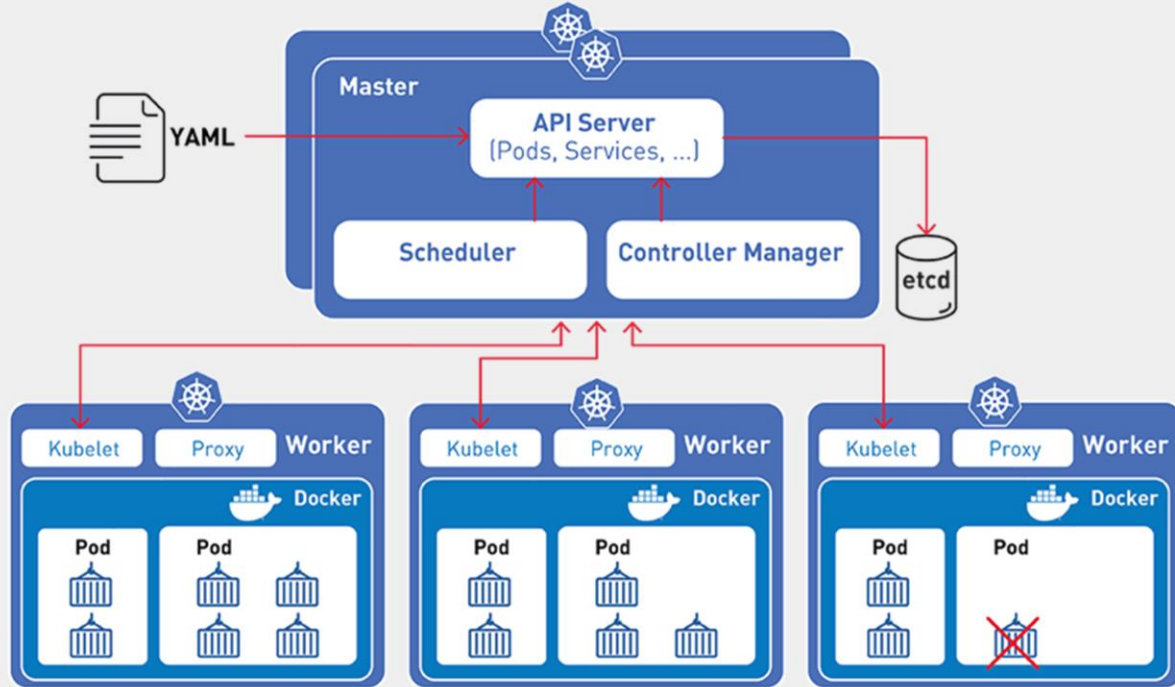 Master
YAML
API Server
(Pods, Services, ...)
Scheduler
Controller Manager
etcd
Kubelet
Proxy
Worker
Docker
Pod
Pod
Kubelet
Proxy
Worker
Docker
Pod
Pod
Kubelet
Proxy
Worker
Docker
Pod
Pod